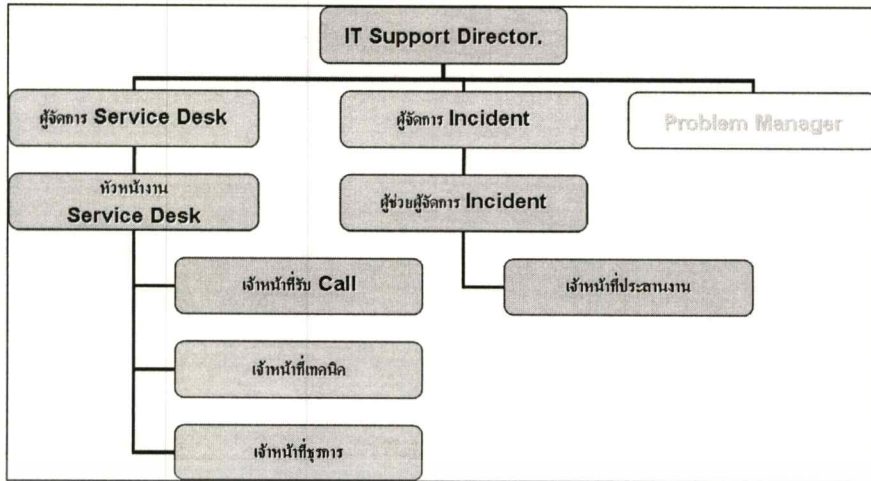 IT Support Director.
ผู้จัดการ Service Desk
ผู้จัดการ Incident
Problem Manager
หัวหน้างาน
Service Desk
ผู้ช่วยผู้จัดการ Incident
เจ้าหน้าที่รับ Call
เจ้าหน้าที่ประสานงาน
เจ้าหน้าที่เทคนิค
เจ้าหน้าที่ธุรการ